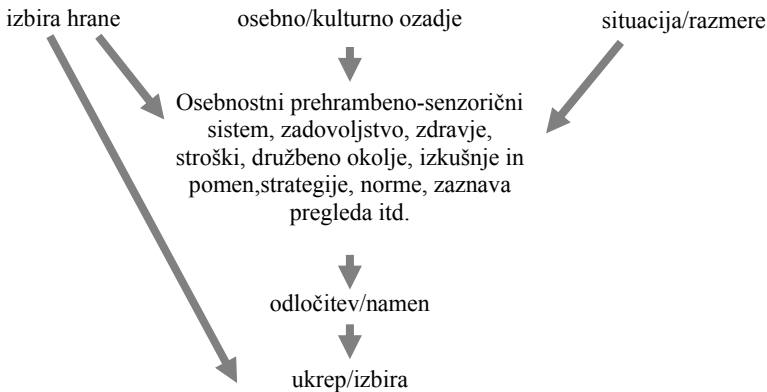 izbira hrane
osebno/kulturno ozadje
situacija/razmere
Osebnostni prehrambeno-senzorični
sistem, zadovoljstvo, zdravje,
stroški, družbeno okolje, izkušnje in
pomen,strategije, norme, zaznava
pregleda itd.
odločitev/namen
ukrep/izbira